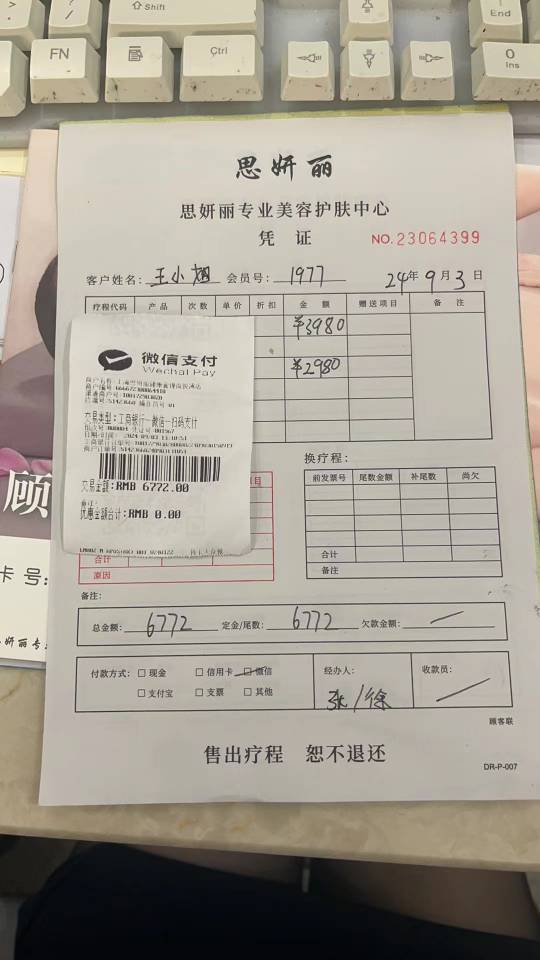 Shift
End
FN
Ctrl
0
Ins
思妍丽
思妍丽专业美容护肤中心
凭 证
NO.23064399
客户姓名: 王小翅 会员号: 1977 24年9月3日
疗程代码 产品 次数 单价 折扣 金额 赠送项目 备注
¥3980
¥2980
微信支付
WeChat Pay
交易类型:工商银行-微信-扫码支付
交易金额:RMB 6772.00
优惠金额合计:RMB 0.00
换疗程:
项目
前发票号 尾数金额 补尾数 尚欠
合计
合计
备注
原因
备注:
总金额: 6772 定金/尾数: 6772 欠款金额:
付款方式: 现金 信用卡 微信
支付宝 支票 其他
经办人:
张/徐
收款员:
顾客联
售出疗程 恕不退还
DR-P-007
顾
卡号:
妍丽专